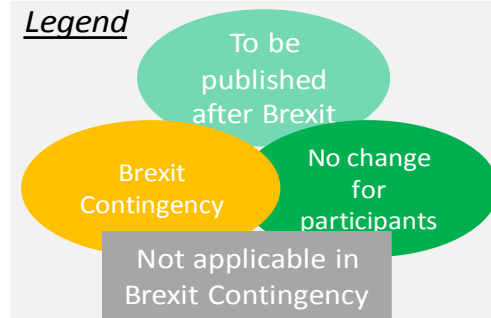 Legend
To be
published
after Brexit
Brexit
Contingency
No change
for
participants
Not applicable in
Brexit Contingency